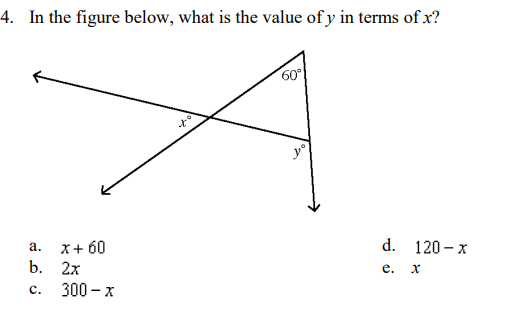 4. In the figure below, what is the value of y in terms of x?
60°
x°
y°
a. x + 60
b. 2x
c. 300 – x
d. 120 – x
e. x